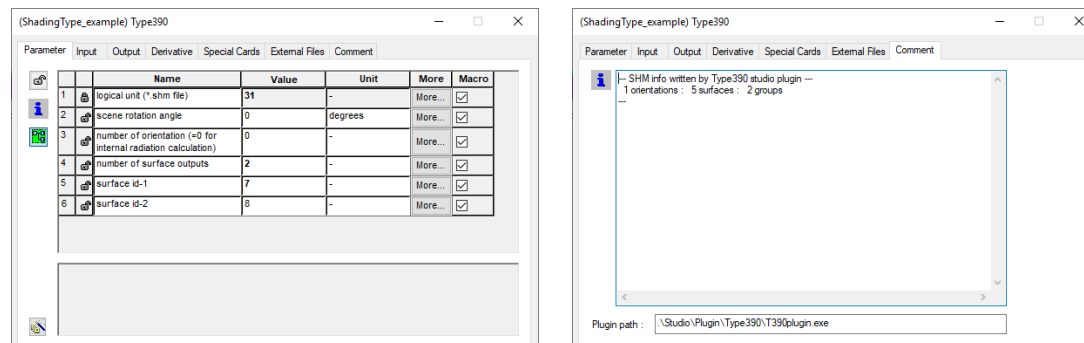 (ShadingType_example) Type390
Parameter Input Output Derivative Special Cards External Files Comment
Name Value Unit More Macro
1 logical unit (*.shm file) 31 - More...
2 scene rotation angle 0 degrees More...
3 number of orientation (=0 for internal radiation calculation) 0 - More...
4 number of surface outputs 2 - More...
5 surface id-1 7 - More...
6 surface id-2 8 - More...
(ShadingType_example) Type390
Parameter Input Output Derivative Special Cards External Files Comment
--- SHM info written by Type390 studio plugin ---
1 orientations : 5 surfaces : 2 groups
---
Plugin path : .\Studio\Plugin\Type390\T390plugin.exe